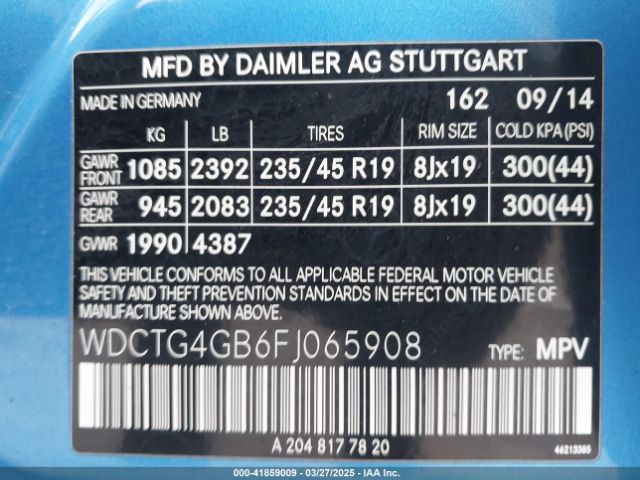 MFD BY DAIMLER AG STUTTGART
MADE IN GERMANY 162 09/14
KG LB TIRES RIM SIZE COLD KPA(PSI)
GAWR FRONT 1085 2392 235/45 R19 8Jx19 300(44)
GAWR REAR 945 2083 235/45 R19 8Jx19 300(44)
GVWR 1990 4387
THIS VEHICLE CONFORMS TO ALL APPLICABLE FEDERAL MOTOR VEHICLE
SAFETY AND THEFT PREVENTION STANDARDS IN EFFECT ON THE DATE OF
MANUFACTURE SHOWN ABOVE.
WDCTG4GB6FJ065908 TYPE: MPV
A 204 817 78 20
46213385
000-41859009 - 03/27/2025 - IAA Inc.